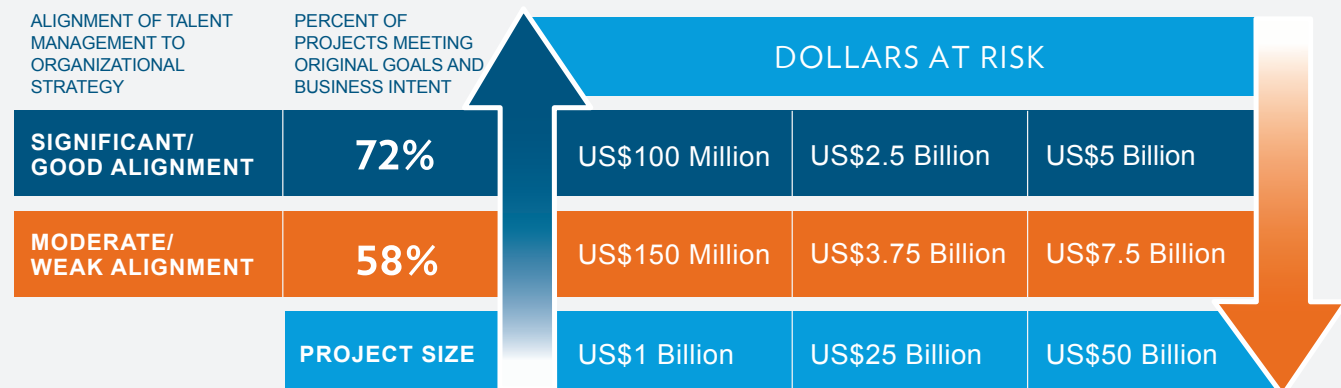 ALIGNMENT OF TALENT
MANAGEMENT TO
ORGANIZATIONAL
STRATEGY
PERCENT OF
PROJECTS MEETING
ORIGINAL GOALS AND
BUSINESS INTENT
DOLLARS AT RISK
SIGNIFICANT/
GOOD ALIGNMENT
72%
US$100 Million
US$2.5 Billion
US$5 Billion
MODERATE/
WEAK ALIGNMENT
58%
US$150 Million
US$3.75 Billion
US$7.5 Billion
PROJECT SIZE
US$1 Billion
US$25 Billion
US$50 Billion